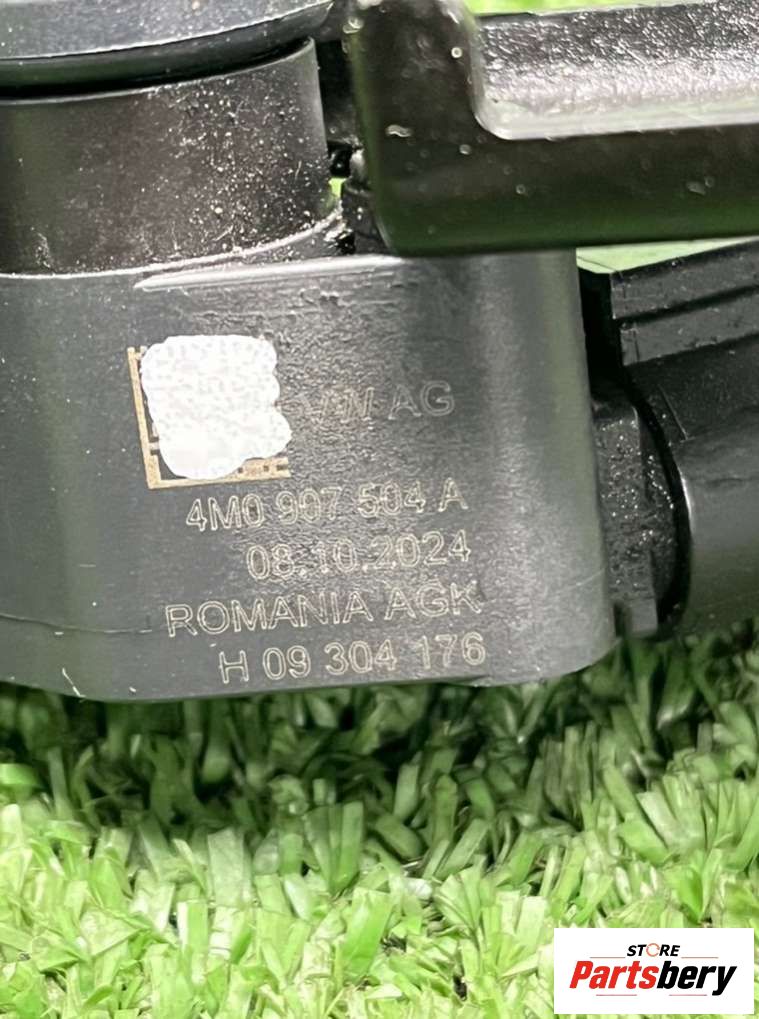 VW AG
4M0 907 504 A
08.10.2024
ROMANIA AGK
H 09 304 176
STORE
Partsbery